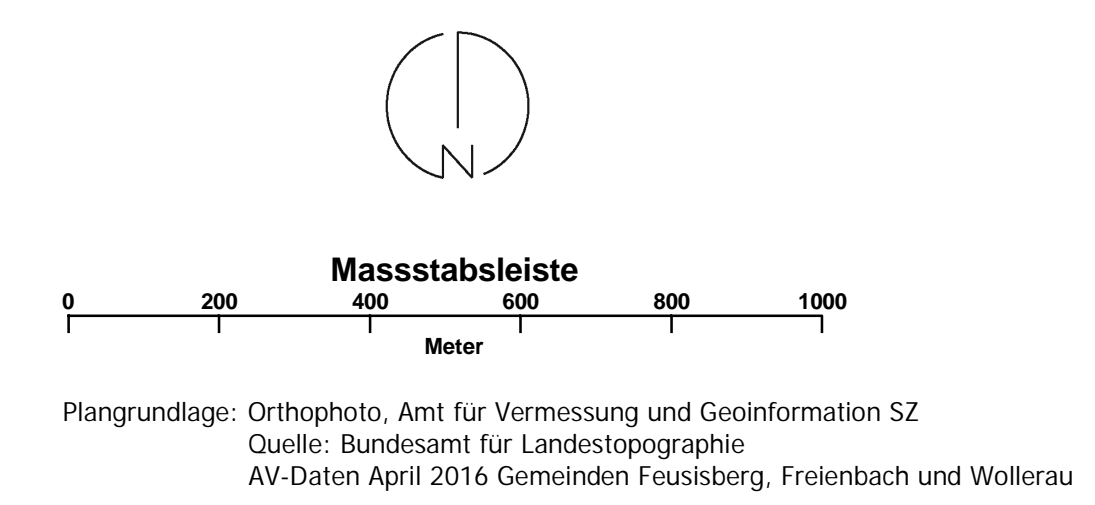 N
Massstabsleiste
0 200 400 600 800 1000
Meter
Plangrundlage: Orthophoto, Amt für Vermessung und Geoinformation SZ
Quelle: Bundesamt für Landestopographie
AV-Daten April 2016 Gemeinden Feusisberg, Freienbach und Wollerau